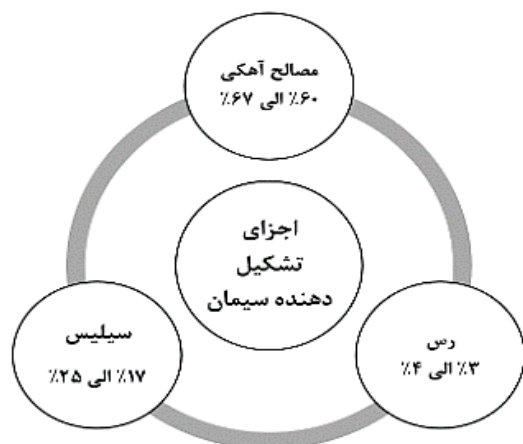 مصالح آهکی
۶۰٪ الی ۶۷٪
اجزای
تشکیل
دهنده سیمان
رس
۳٪ الی ۴٪
سیلیس
۱۷٪ الی ۲۵٪